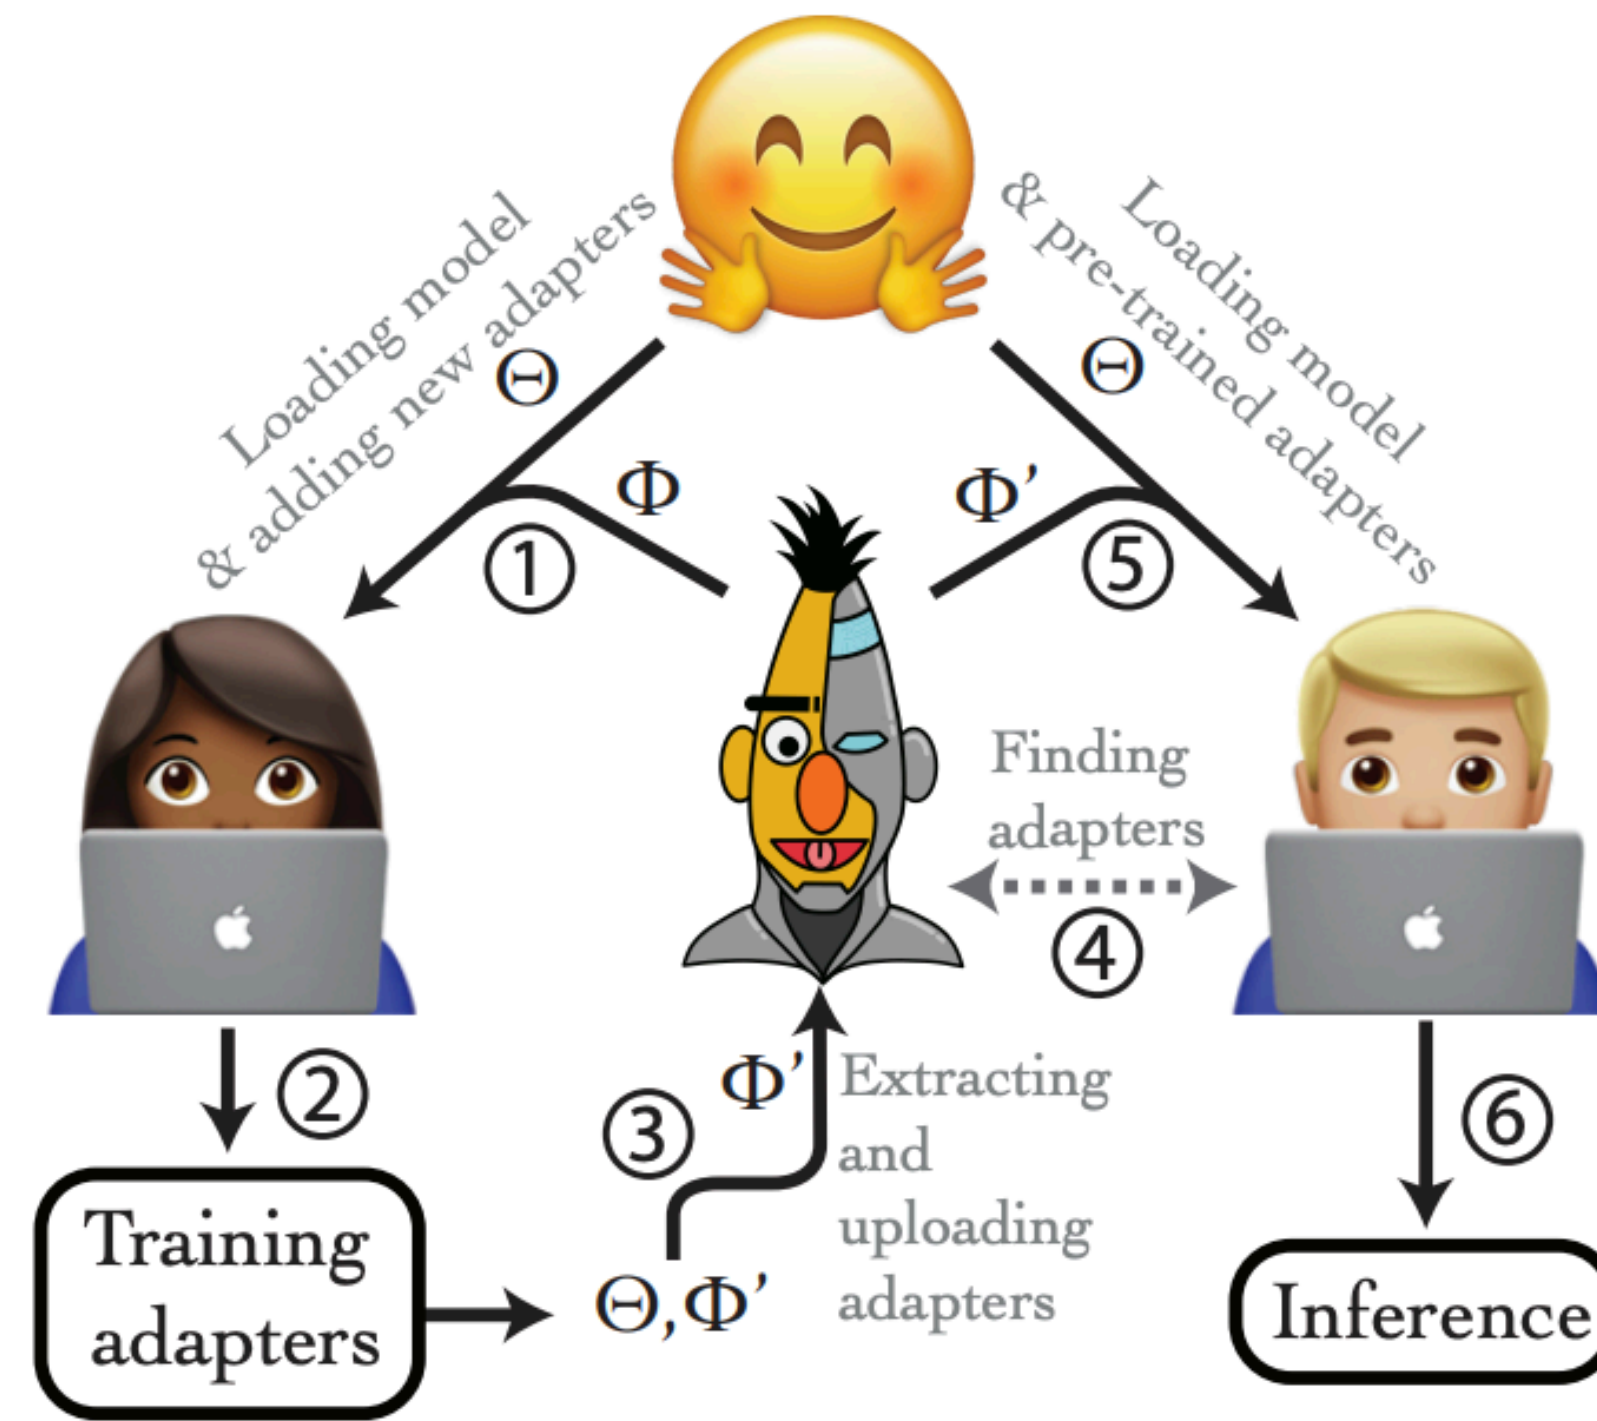 Loading model
& adding new adapters
Θ
Φ
①
Loading model
& pre-trained adapters
Θ
Φ’
⑤
Finding
adapters
④
②
Training
adapters
Θ,Φ’
③
Φ’
Extracting
and
uploading
adapters
⑥
Inference